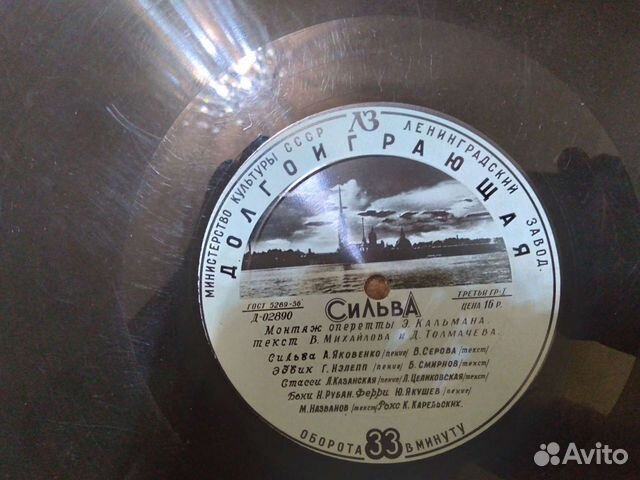 МИНИСТЕРСТВО КУЛЬТУРЫ СССР ЛЗ ЛЕНИНГРАДСКИЙ ЗАВОД.
ДОЛГОИГРАЮЩАЯ
ГОСТ 5289-56
Д-02890
СИЛЬВА
ТРЕТЬЯ ГР-I
ЦЕНА 16 Р.
МОНТАЖ ОПЕРЕТТЫ Э. КАЛЬМАНА.
ТЕКСТ В. МИХАЙЛОВА И Д. ТОЛМАЧЕВА.
СИЛЬВА А. ЯКОВЕНКО /ПЕНИЕ/ В. СЕРОВА /ТЕКСТ/
ЭДВИН Г. НЭЛЕПП /ПЕНИЕ/ Б. СМИРНОВ /ТЕКСТ/
СТАССИ Л. КАЗАНСКАЯ /ПЕНИЕ/ Л. ЦЕЛИКОВСКАЯ /ТЕКСТ/
БОНИ Н. РУБАН. ФЕРРИ Ю. ЯКУШЕВ /ПЕНИЕ/
М. НАЗВАНОВ /ТЕКСТ/ РОНС К. КАРЕЛЬСКИХ.
ОБОРОТА 33 В МИНУТУ
Avito